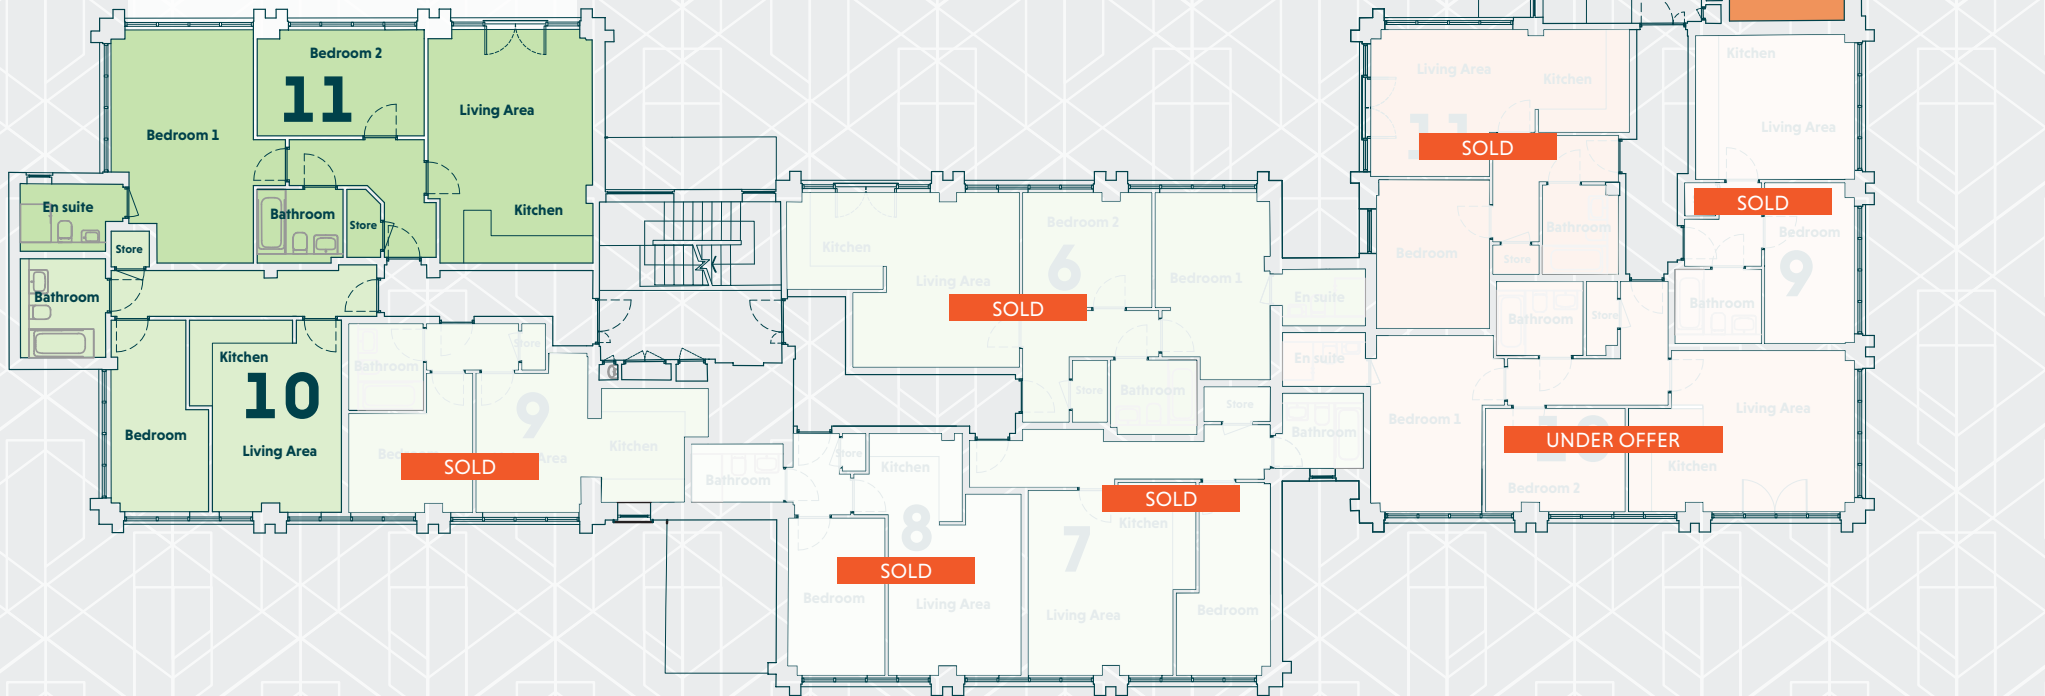 Bedroom 2
11
Living Area
Bedroom 1
En suite
Bathroom
Store
Kitchen
Store
Bathroom
Kitchen
10
Living Area
Bedroom
Bathroom
Store
9
Kitchen
SOLD
Kitchen
Living Area
Bedroom 2
6
Bedroom 1
En suite
SOLD
Store
Bathroom
En suite
Store
Bathroom
Store
Kitchen
Bathroom
8
SOLD
Bedroom
Living Area
SOLD
Kitchen
7
Living Area
Bedroom
Living Area
Kitchen
11
SOLD
Bedroom
Bathroom
Store
Kitchen
Living Area
SOLD
Bedroom
9
Bathroom
Bathroom
Store
Bedroom 1
Living Area
UNDER OFFER
Kitchen
Bedroom 2